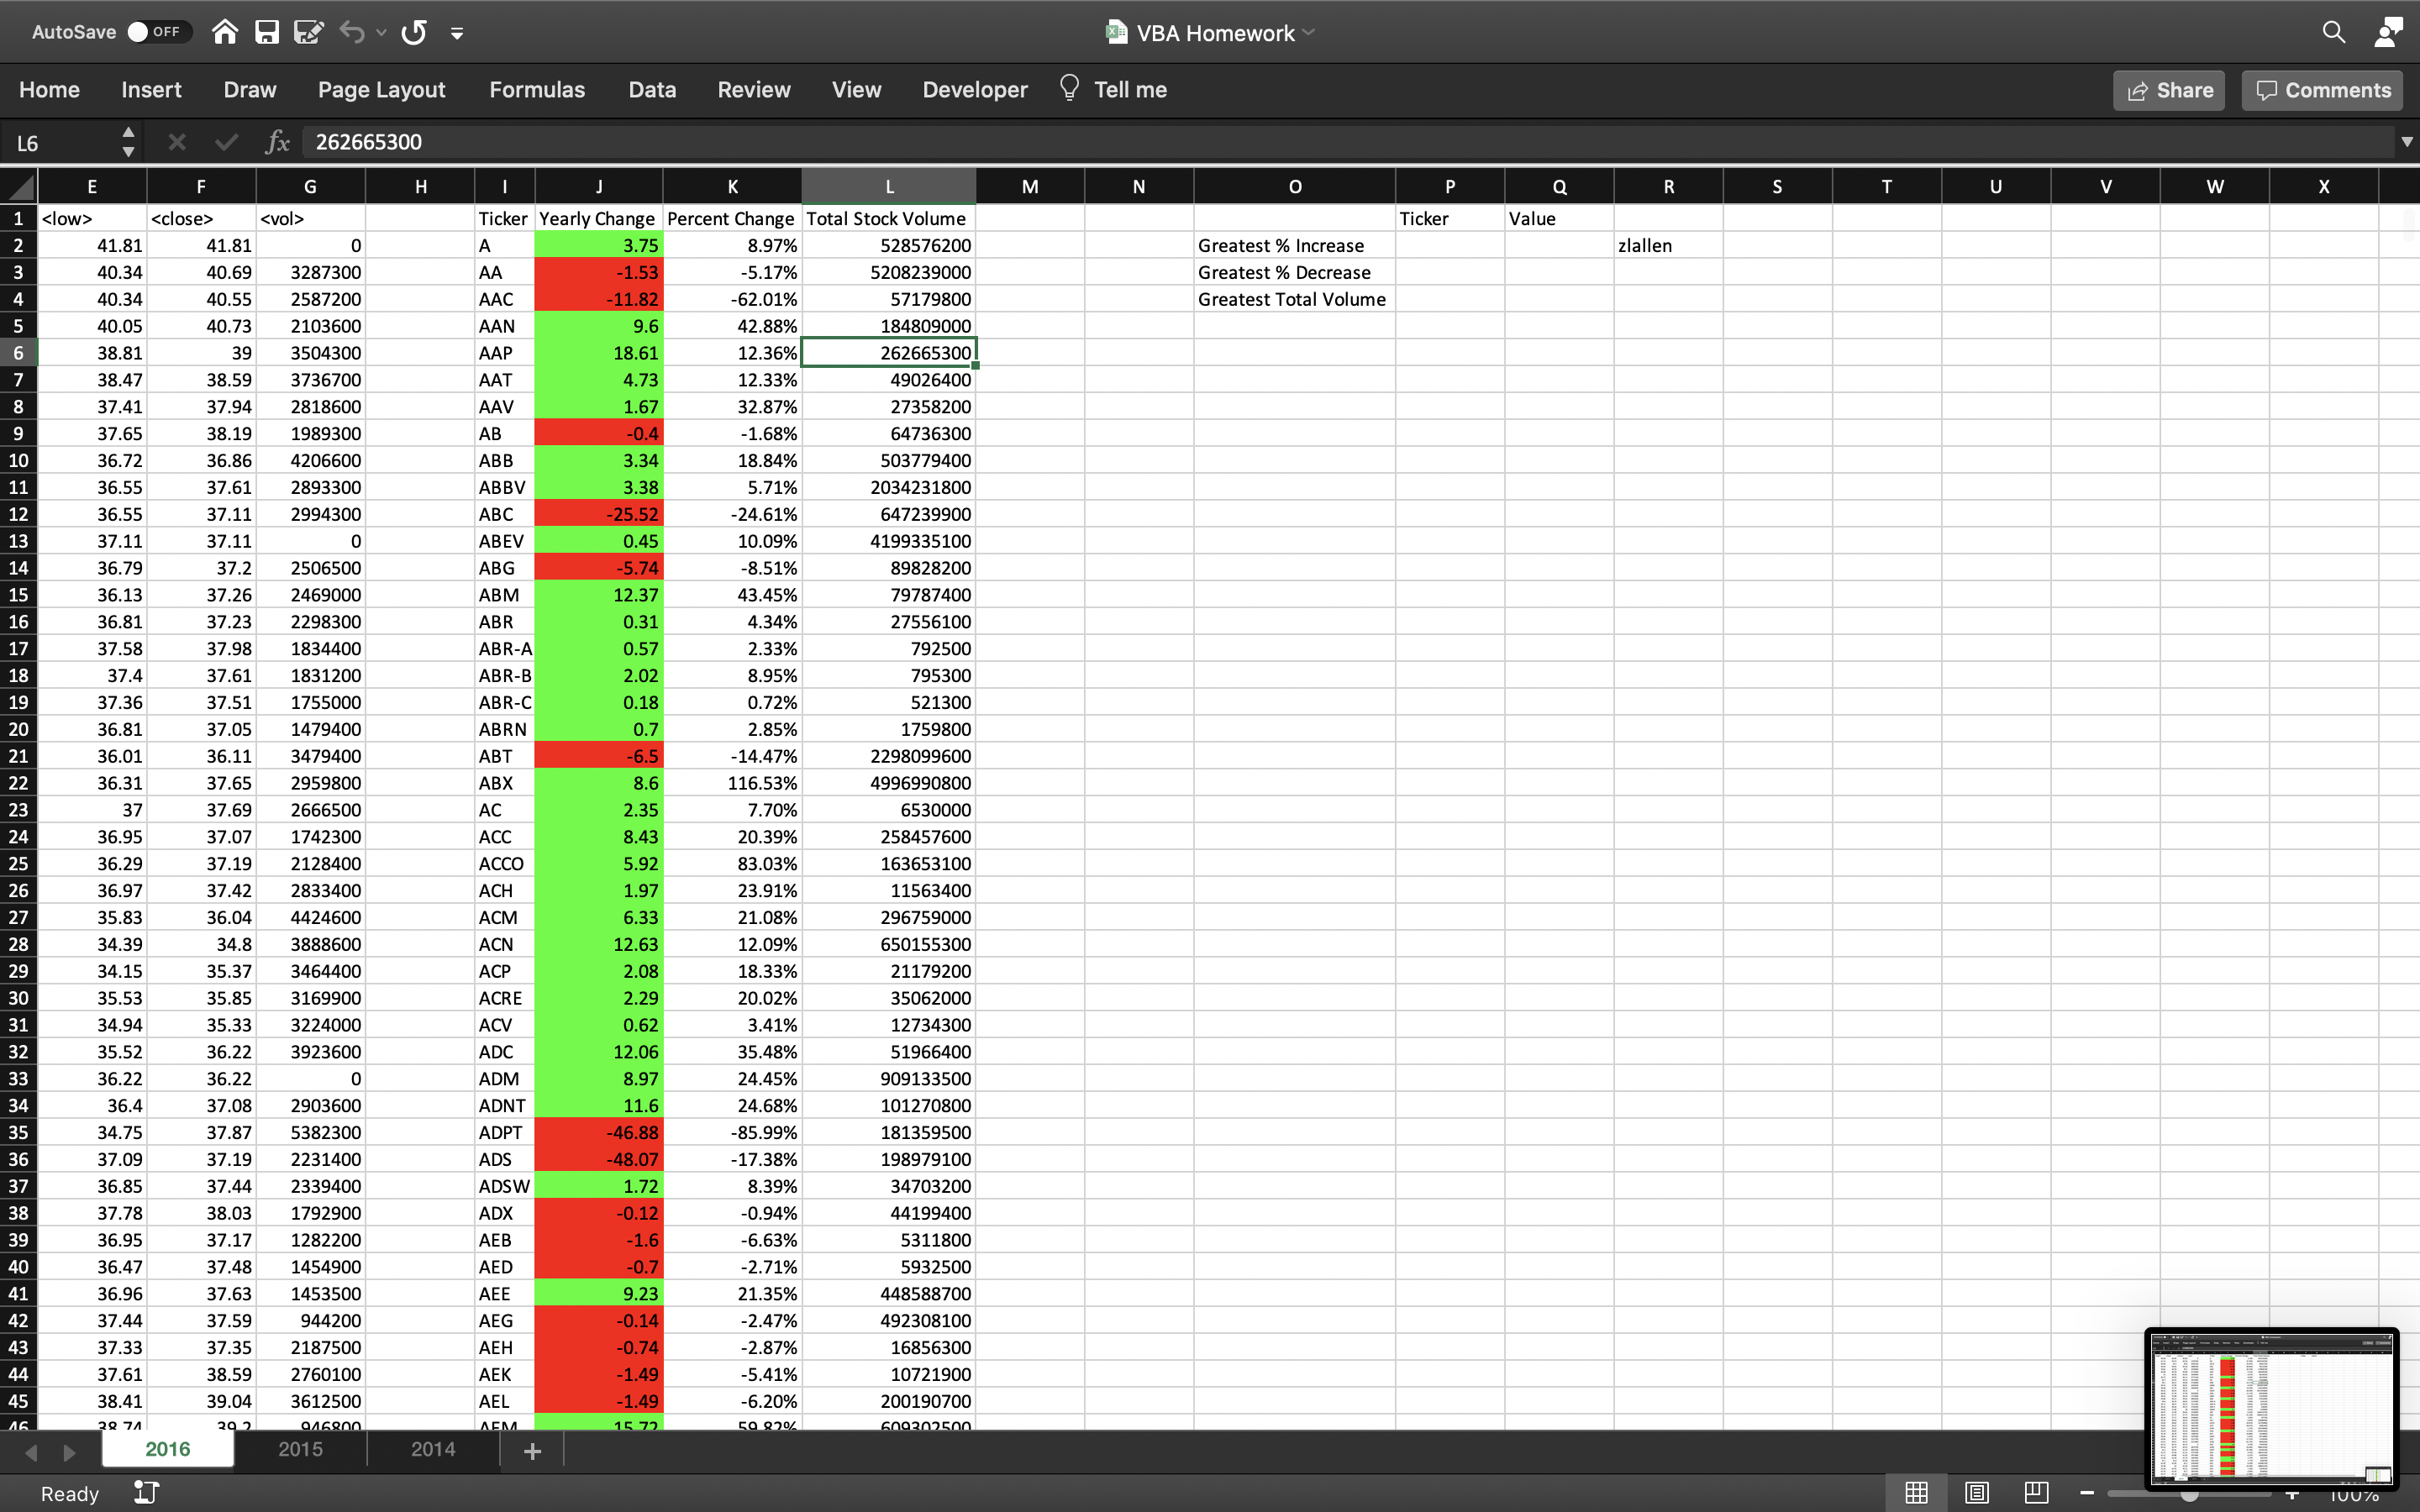 AutoSave OFF VBA Homework
Home Insert Draw Page Layout Formulas Data Review View Developer Tell me Share Comments
L6 fx 262665300
E F G H I J K L M N O P Q R S T U V W X
1 <low> <close> <vol> Ticker Yearly Change Percent Change Total Stock Volume Ticker Value
2 41.81 41.81 0 A 3.75 8.97% 528576200 Greatest % Increase zlallen
3 40.34 40.69 3287300 AA -1.53 -5.17% 5208239000 Greatest % Decrease
4 40.34 40.55 2587200 AAC -11.82 -62.01% 57179800 Greatest Total Volume
5 40.05 40.73 2103600 AAN 9.6 42.88% 184809000
6 38.81 39 3504300 AAP 18.61 12.36% 262665300
7 38.47 38.59 3736700 AAT 4.73 12.33% 49026400
8 37.41 37.94 2818600 AAV 1.67 32.87% 27358200
9 37.65 38.19 1989300 AB -0.4 -1.68% 64736300
10 36.72 36.86 4206600 ABB 3.34 18.84% 503779400
11 36.55 37.61 2893300 ABBV 3.38 5.71% 2034231800
12 36.55 37.11 2994300 ABC -25.52 -24.61% 647239900
13 37.11 37.11 0 ABEV 0.45 10.09% 4199335100
14 36.79 37.2 2506500 ABG -5.74 -8.51% 89828200
15 36.13 37.26 2469000 ABM 12.37 43.45% 79787400
16 36.81 37.23 2298300 ABR 0.31 4.34% 27556100
17 37.58 37.98 1834400 ABR-A 0.57 2.33% 792500
18 37.4 37.61 1831200 ABR-B 2.02 8.95% 795300
19 37.36 37.51 1755000 ABR-C 0.18 0.72% 521300
20 36.81 37.05 1479400 ABRN 0.7 2.85% 1759800
21 36.01 36.11 3479400 ABT -6.5 -14.47% 2298099600
22 36.31 37.65 2959800 ABX 8.6 116.53% 4996990800
23 37 37.69 2666500 AC 2.35 7.70% 6530000
24 36.95 37.07 1742300 ACC 8.43 20.39% 258457600
25 36.29 37.19 2128400 ACCO 5.92 83.03% 163653100
26 36.97 37.42 2833400 ACH 1.97 23.91% 11563400
27 35.83 36.04 4424600 ACM 6.33 21.08% 296759000
28 34.39 34.8 3888600 ACN 12.63 12.09% 650155300
29 34.15 35.37 3464400 ACP 2.08 18.33% 21179200
30 35.53 35.85 3169900 ACRE 2.29 20.02% 35062000
31 34.94 35.33 3224000 ACV 0.62 3.41% 12734300
32 35.52 36.22 3923600 ADC 12.06 35.48% 51966400
33 36.22 36.22 0 ADM 8.97 24.45% 909133500
34 36.4 37.08 2903600 ADNT 11.6 24.68% 101270800
35 34.75 37.87 5382300 ADPT -46.88 -85.99% 181359500
36 37.09 37.19 2231400 ADS -48.07 -17.38% 198979100
37 36.85 37.44 2339400 ADSW 1.72 8.39% 34703200
38 37.78 38.03 1792900 ADX -0.12 -0.94% 44199400
39 36.95 37.17 1282200 AEB -1.6 -6.63% 5311800
40 36.47 37.48 1454900 AED -0.7 -2.71% 5932500
41 36.96 37.63 1453500 AEE 9.23 21.35% 448588700
42 37.44 37.59 944200 AEG -0.14 -2.47% 492308100
43 37.33 37.35 2187500 AEH -0.74 -2.87% 16856300
44 37.61 38.59 2760100 AEK -1.49 -5.41% 10721900
45 38.41 39.04 3612500 AEL -1.49 -6.20% 200190700
46 38.74 39.2 946800 AEM 15.72 59.82% 609302500
2016 2015 2014 +
Ready 100%